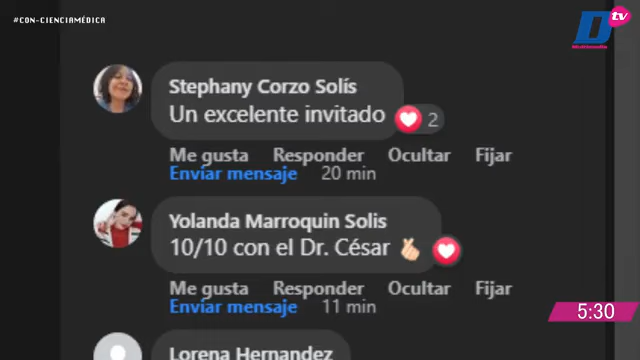 #CON-CIENCIAMÉDICA
D tv
Multimedia
Stephany Corzo Solís
Un excelente invitado
2
Me gusta Responder Ocultar Fijar
Enviar mensaje 20 min
Yolanda Marroquin Solis
10/10 con el Dr. César
Me gusta Responder Ocultar Fijar
Enviar mensaje 11 min
5:30
Lorena Hernandez